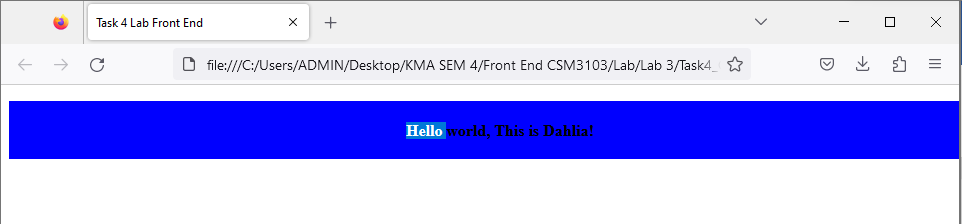 Task 4 Lab Front End
file:///C:/Users/ADMIN/Desktop/KMA SEM 4/Front End CSM3103/Lab/Lab 3/Task4_
Hello world, This is Dahlia!